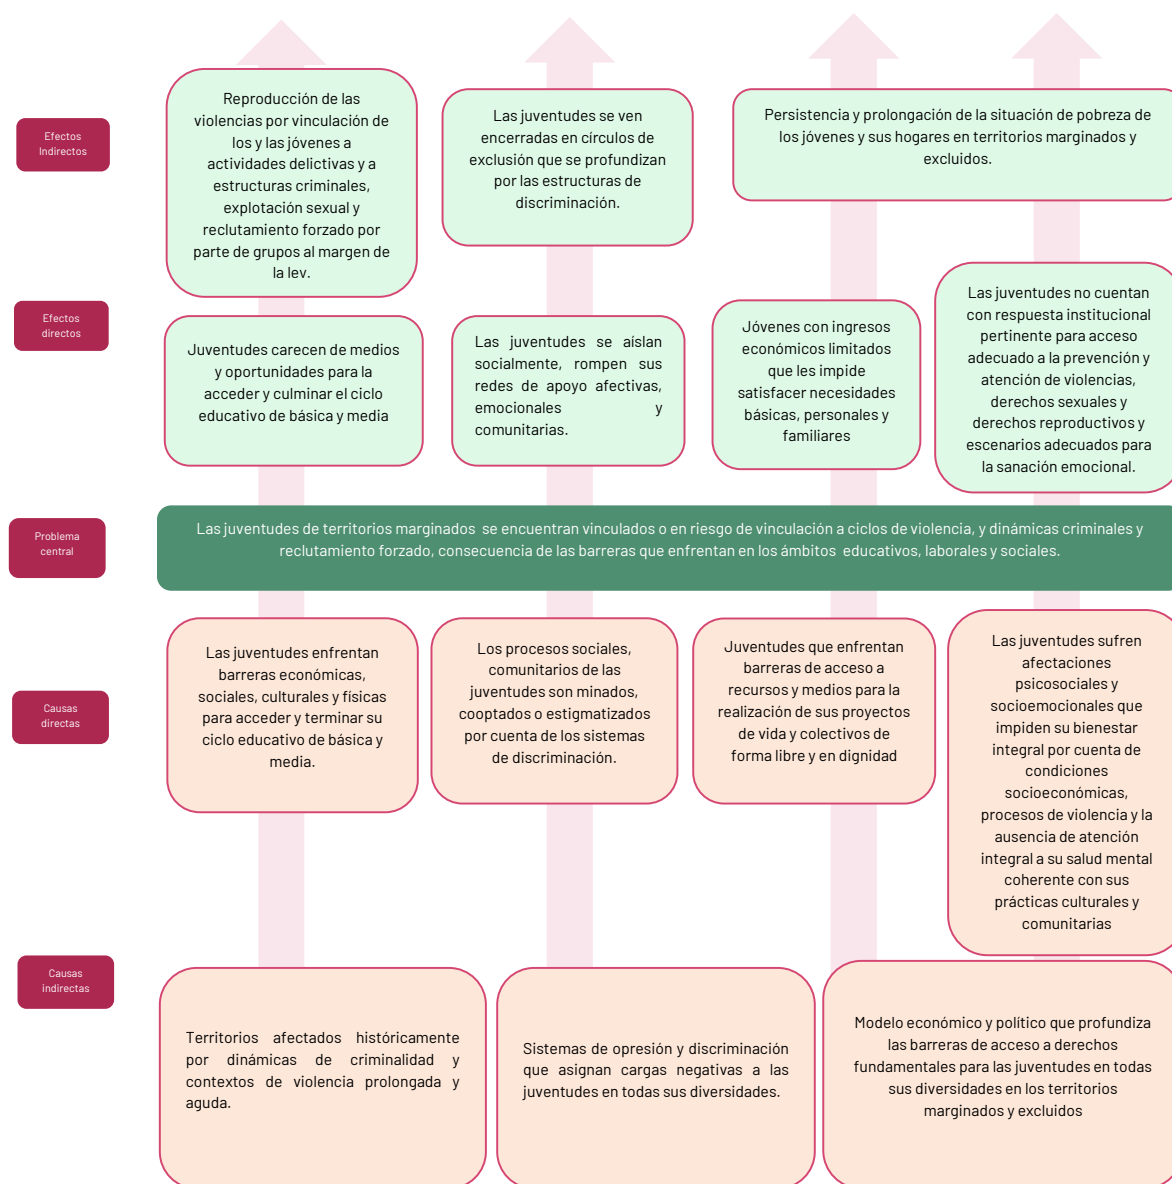 Efectos
Indirectos
Reproducción de las
violencias por vinculación de
los y las jóvenes a
actividades delictivas y a
estructuras criminales,
explotación sexual y
reclutamiento forzado por
parte de grupos al margen de
la ley.
Las juventudes se ven
encerradas en círculos de
exclusión que se profundizan
por las estructuras de
discriminación.
Persistencia y prolongación de la situación de pobreza de
los jóvenes y sus hogares en territorios marginados y
excluidos.
Efectos
directos
Juventudes carecen de medios
y oportunidades para la
acceder y culminar el ciclo
educativo de básica y media
Las juventudes se aíslan
socialmente, rompen sus
redes de apoyo afectivas,
emocionales y
comunitarias.
Jóvenes con ingresos
económicos limitados
que les impide
satisfacer necesidades
básicas, personales y
familiares
Las juventudes no cuentan
con respuesta institucional
pertinente para acceso
adecuado a la prevención y
atención de violencias,
derechos sexuales y
derechos reproductivos y
escenarios adecuados para
la sanación emocional.
Problema
central
Las juventudes de territorios marginados se encuentran vinculados o en riesgo de vinculación a ciclos de violencia, y dinámicas criminales y
reclutamiento forzado, consecuencia de las barreras que enfrentan en los ámbitos educativos, laborales y sociales.
Causas
directas
Las juventudes enfrentan
barreras económicas,
sociales, culturales y físicas
para acceder y terminar su
ciclo educativo de básica y
media.
Los procesos sociales,
comunitarios de las
juventudes son minados,
cooptados o estigmatizados
por cuenta de los sistemas
de discriminación.
Juventudes que enfrentan
barreras de acceso a
recursos y medios para la
realización de sus proyectos
de vida y colectivos de
forma libre y en dignidad
Las juventudes sufren
afectaciones
psicosociales y
socioemocionales que
impiden su bienestar
integral por cuenta de
condiciones
socioeconómicas,
procesos de violencia y la
ausencia de atención
integral a su salud mental
coherente con sus
prácticas culturales y
comunitarias
Causas
indirectas
Territorios afectados históricamente
por dinámicas de criminalidad y
contextos de violencia prolongada y
aguda.
Sistemas de opresión y discriminación
que asignan cargas negativas a las
juventudes en todas sus diversidades.
Modelo económico y político que profundiza
las barreras de acceso a derechos
fundamentales para las juventudes en todas
sus diversidades en los territorios
marginados y excluidos